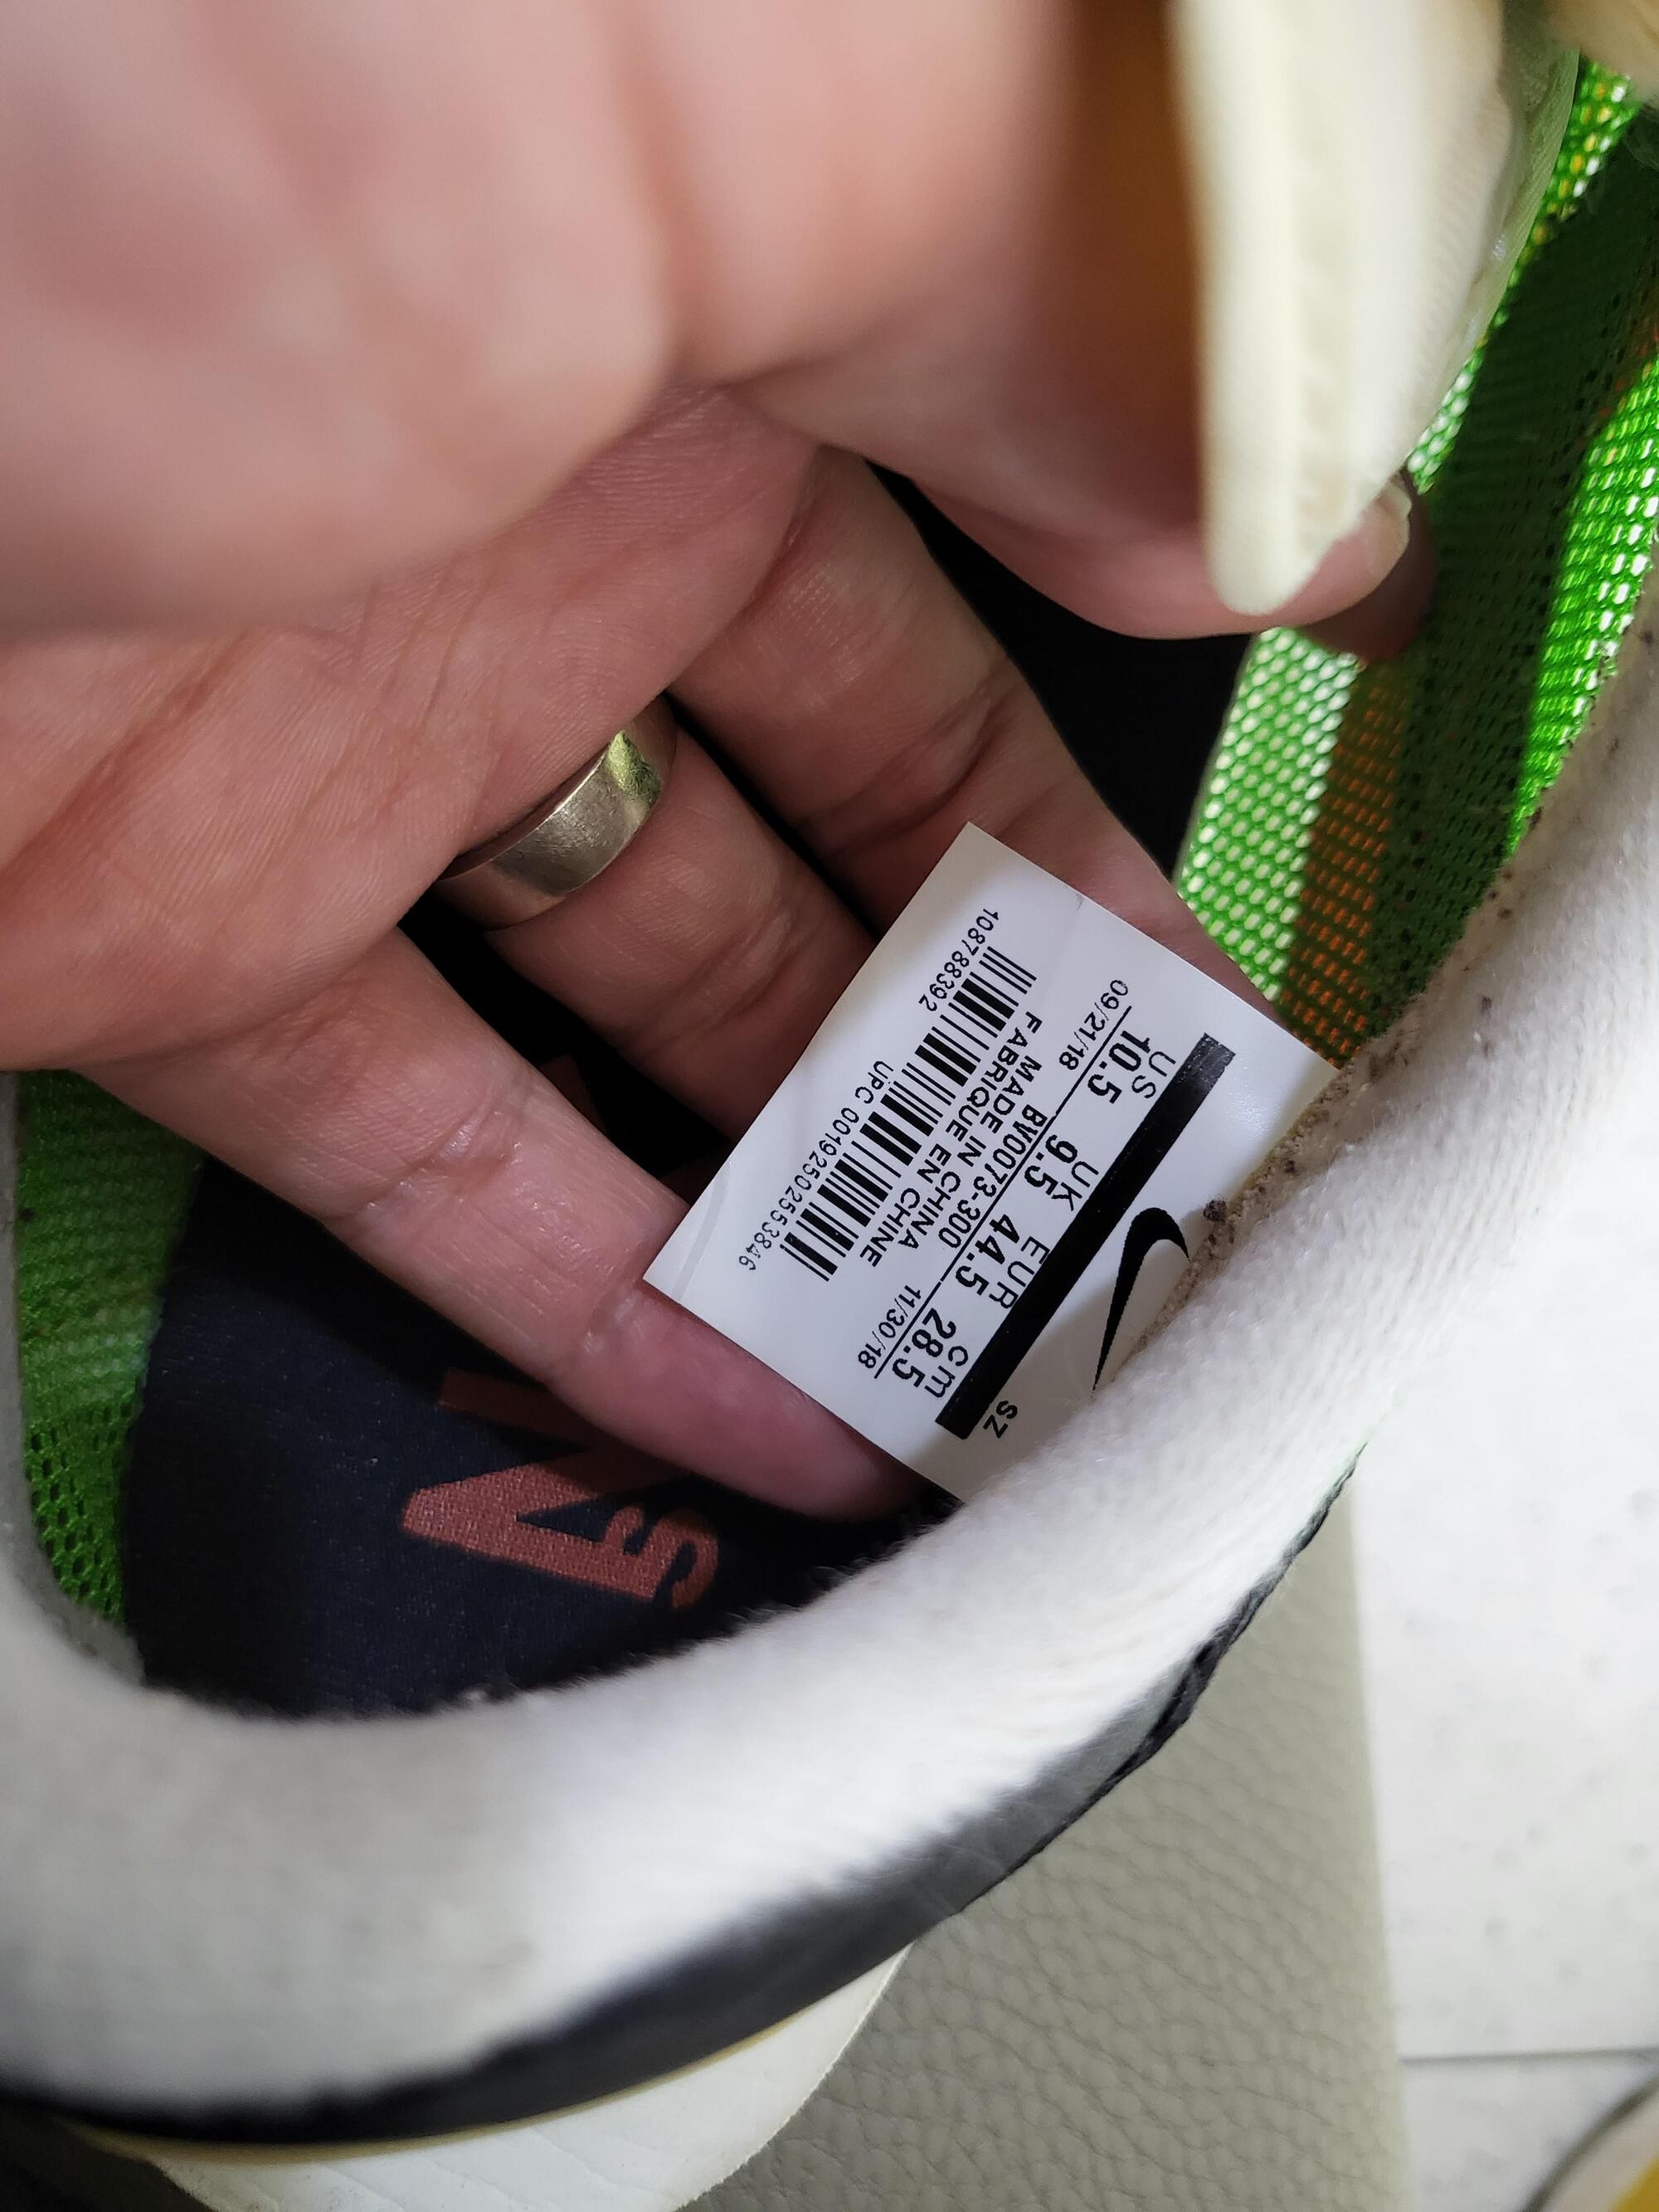 SZ
US UK EUR cm
10.5 9.5 44.5 28.5
09/21/18 BV0073-300 11/30/18
MADE IN CHINA
FABRIQUE EN CHINE
108788392
UPC 00192502553846